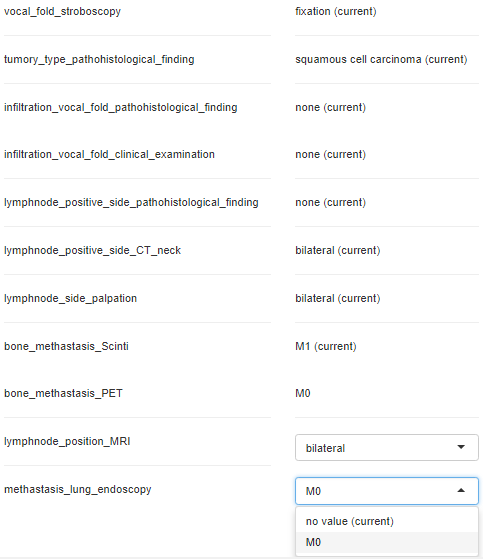 vocal_fold_stroboscopy fixation (current)
tumory_type_pathohistological_finding squamous cell carcinoma (current)
infiltration_vocal_fold_pathohistological_finding none (current)
infiltration_vocal_fold_clinical_examination none (current)
lymphnode_positive_side_pathohistological_finding none (current)
lymphnode_positive_side_CT_neck bilateral (current)
lymphnode_side_palpation bilateral (current)
bone_methastasis_Scinti M1 (current)
bone_methastasis_PET M0
lymphnode_position_MRI bilateral
methastasis_lung_endoscopy M0
no value (current)
M0